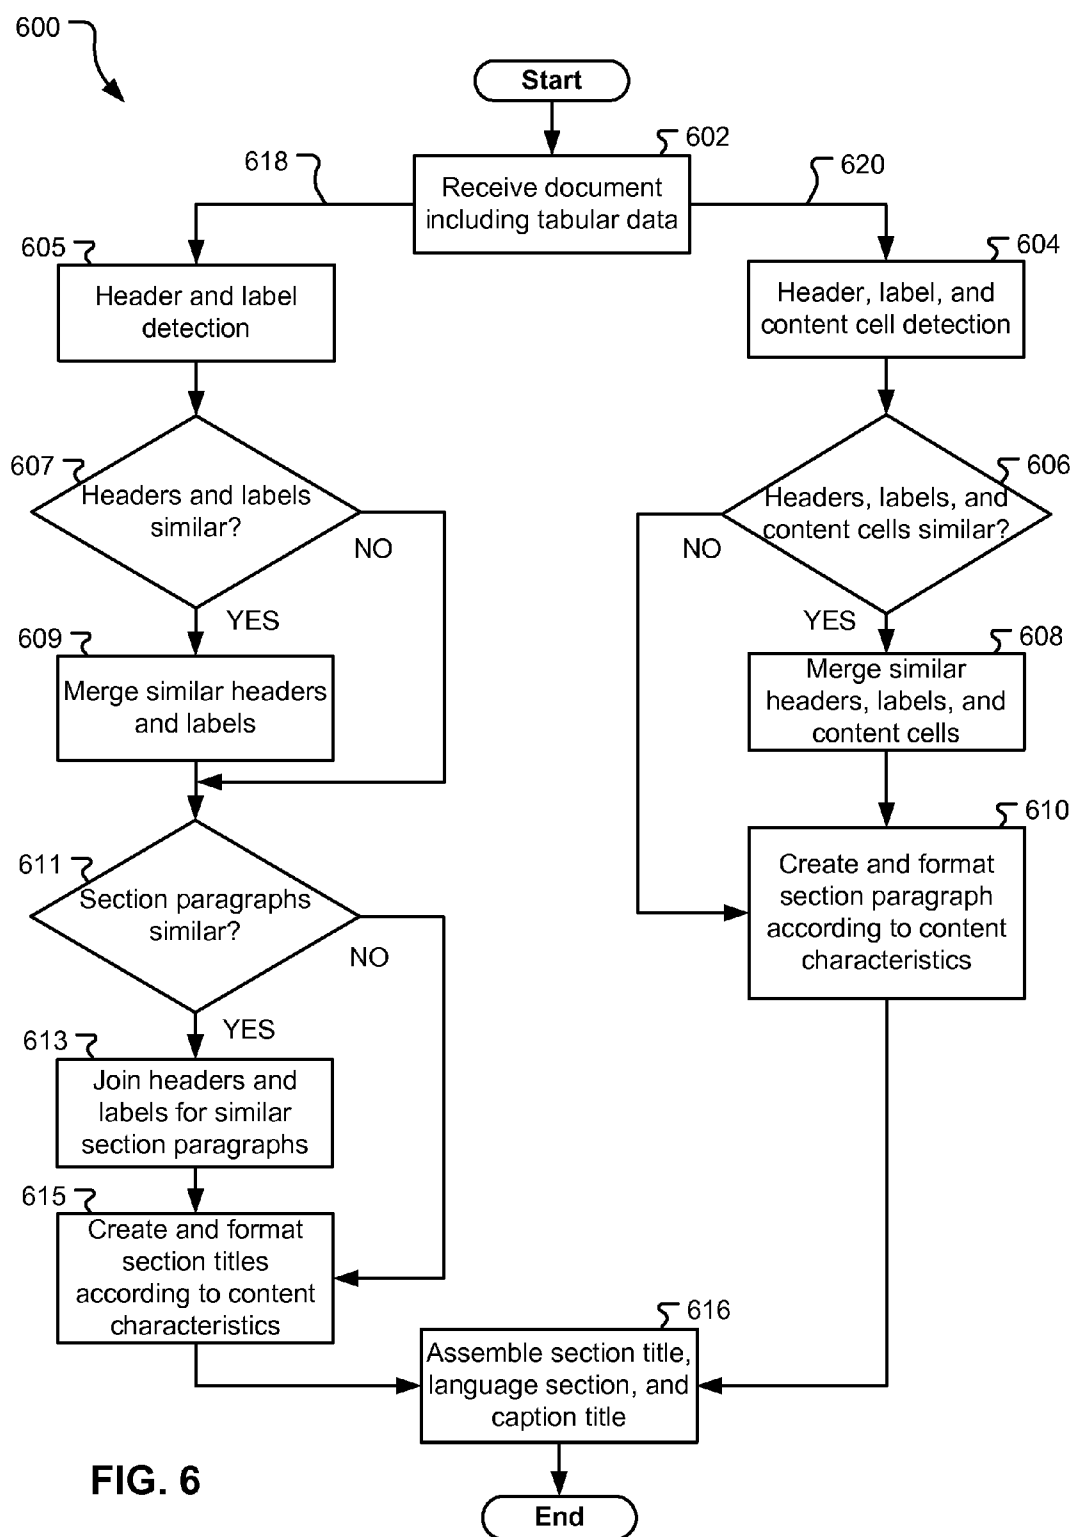 600
Start
602
618
620
Receive document
including tabular data
605
604
Header and label
detection
Header, label, and
content cell detection
607
606
Headers and labels
similar?
Headers, labels, and
content cells similar?
NO
NO
YES
YES
609
608
Merge similar headers
and labels
Merge similar
headers, labels, and
content cells
610
611
Create and format
section paragraph
according to content
characteristics
Section paragraphs
similar?
NO
YES
613
Join headers and
labels for similar
section paragraphs
615
Create and format
section titles
according to content
characteristics
616
Assemble section title,
language section, and
caption title
FIG. 6
End